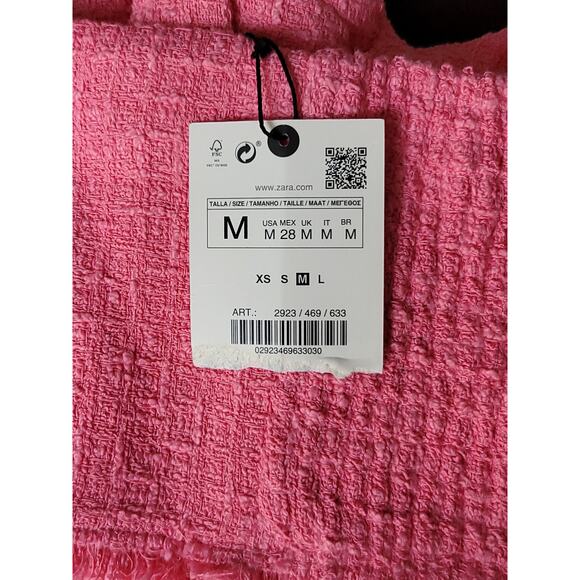 FSC
www.zara.com
TALLA / SIZE / TAMANHO / TAILLE / MAAT / ΜΕΓΕΘΟΣ
M
USA MEX UK IT BR
M 28 M M M
XS S M L
ART.: 2923 / 469 / 633
02923469633030